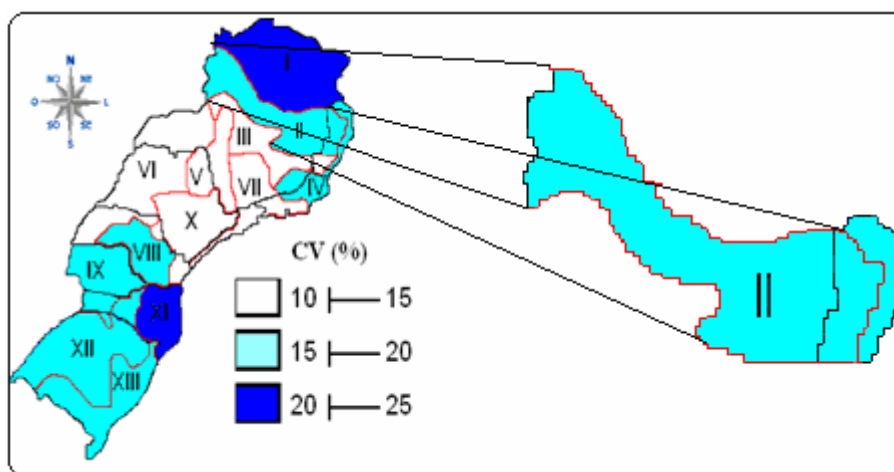 N
NO NE
O L
SO SE
S
I
II
III
IV
V
VI
VII
VIII
IX
X
XI
XII
XIII
CV (%)
10 15
15 20
20 25
II